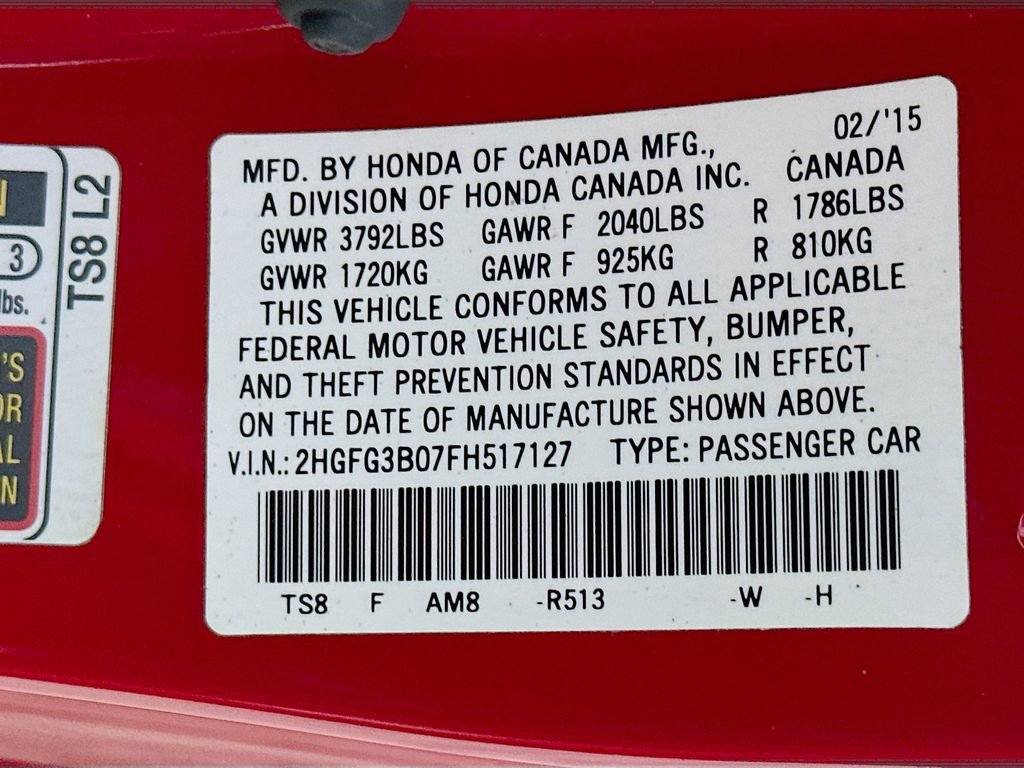 02/'15
MFD. BY HONDA OF CANADA MFG.,
A DIVISION OF HONDA CANADA INC. CANADA
GVWR 3792LBS GAWR F 2040LBS R 1786LBS
GVWR 1720KG GAWR F 925KG R 810KG
THIS VEHICLE CONFORMS TO ALL APPLICABLE
FEDERAL MOTOR VEHICLE SAFETY, BUMPER,
AND THEFT PREVENTION STANDARDS IN EFFECT
ON THE DATE OF MANUFACTURE SHOWN ABOVE.
V.I.N.: 2HGFG3B07FH517127 TYPE: PASSENGER CAR
TS8 F AM8 -R513 -W -H
TS8 L2
3
lbs.
'S